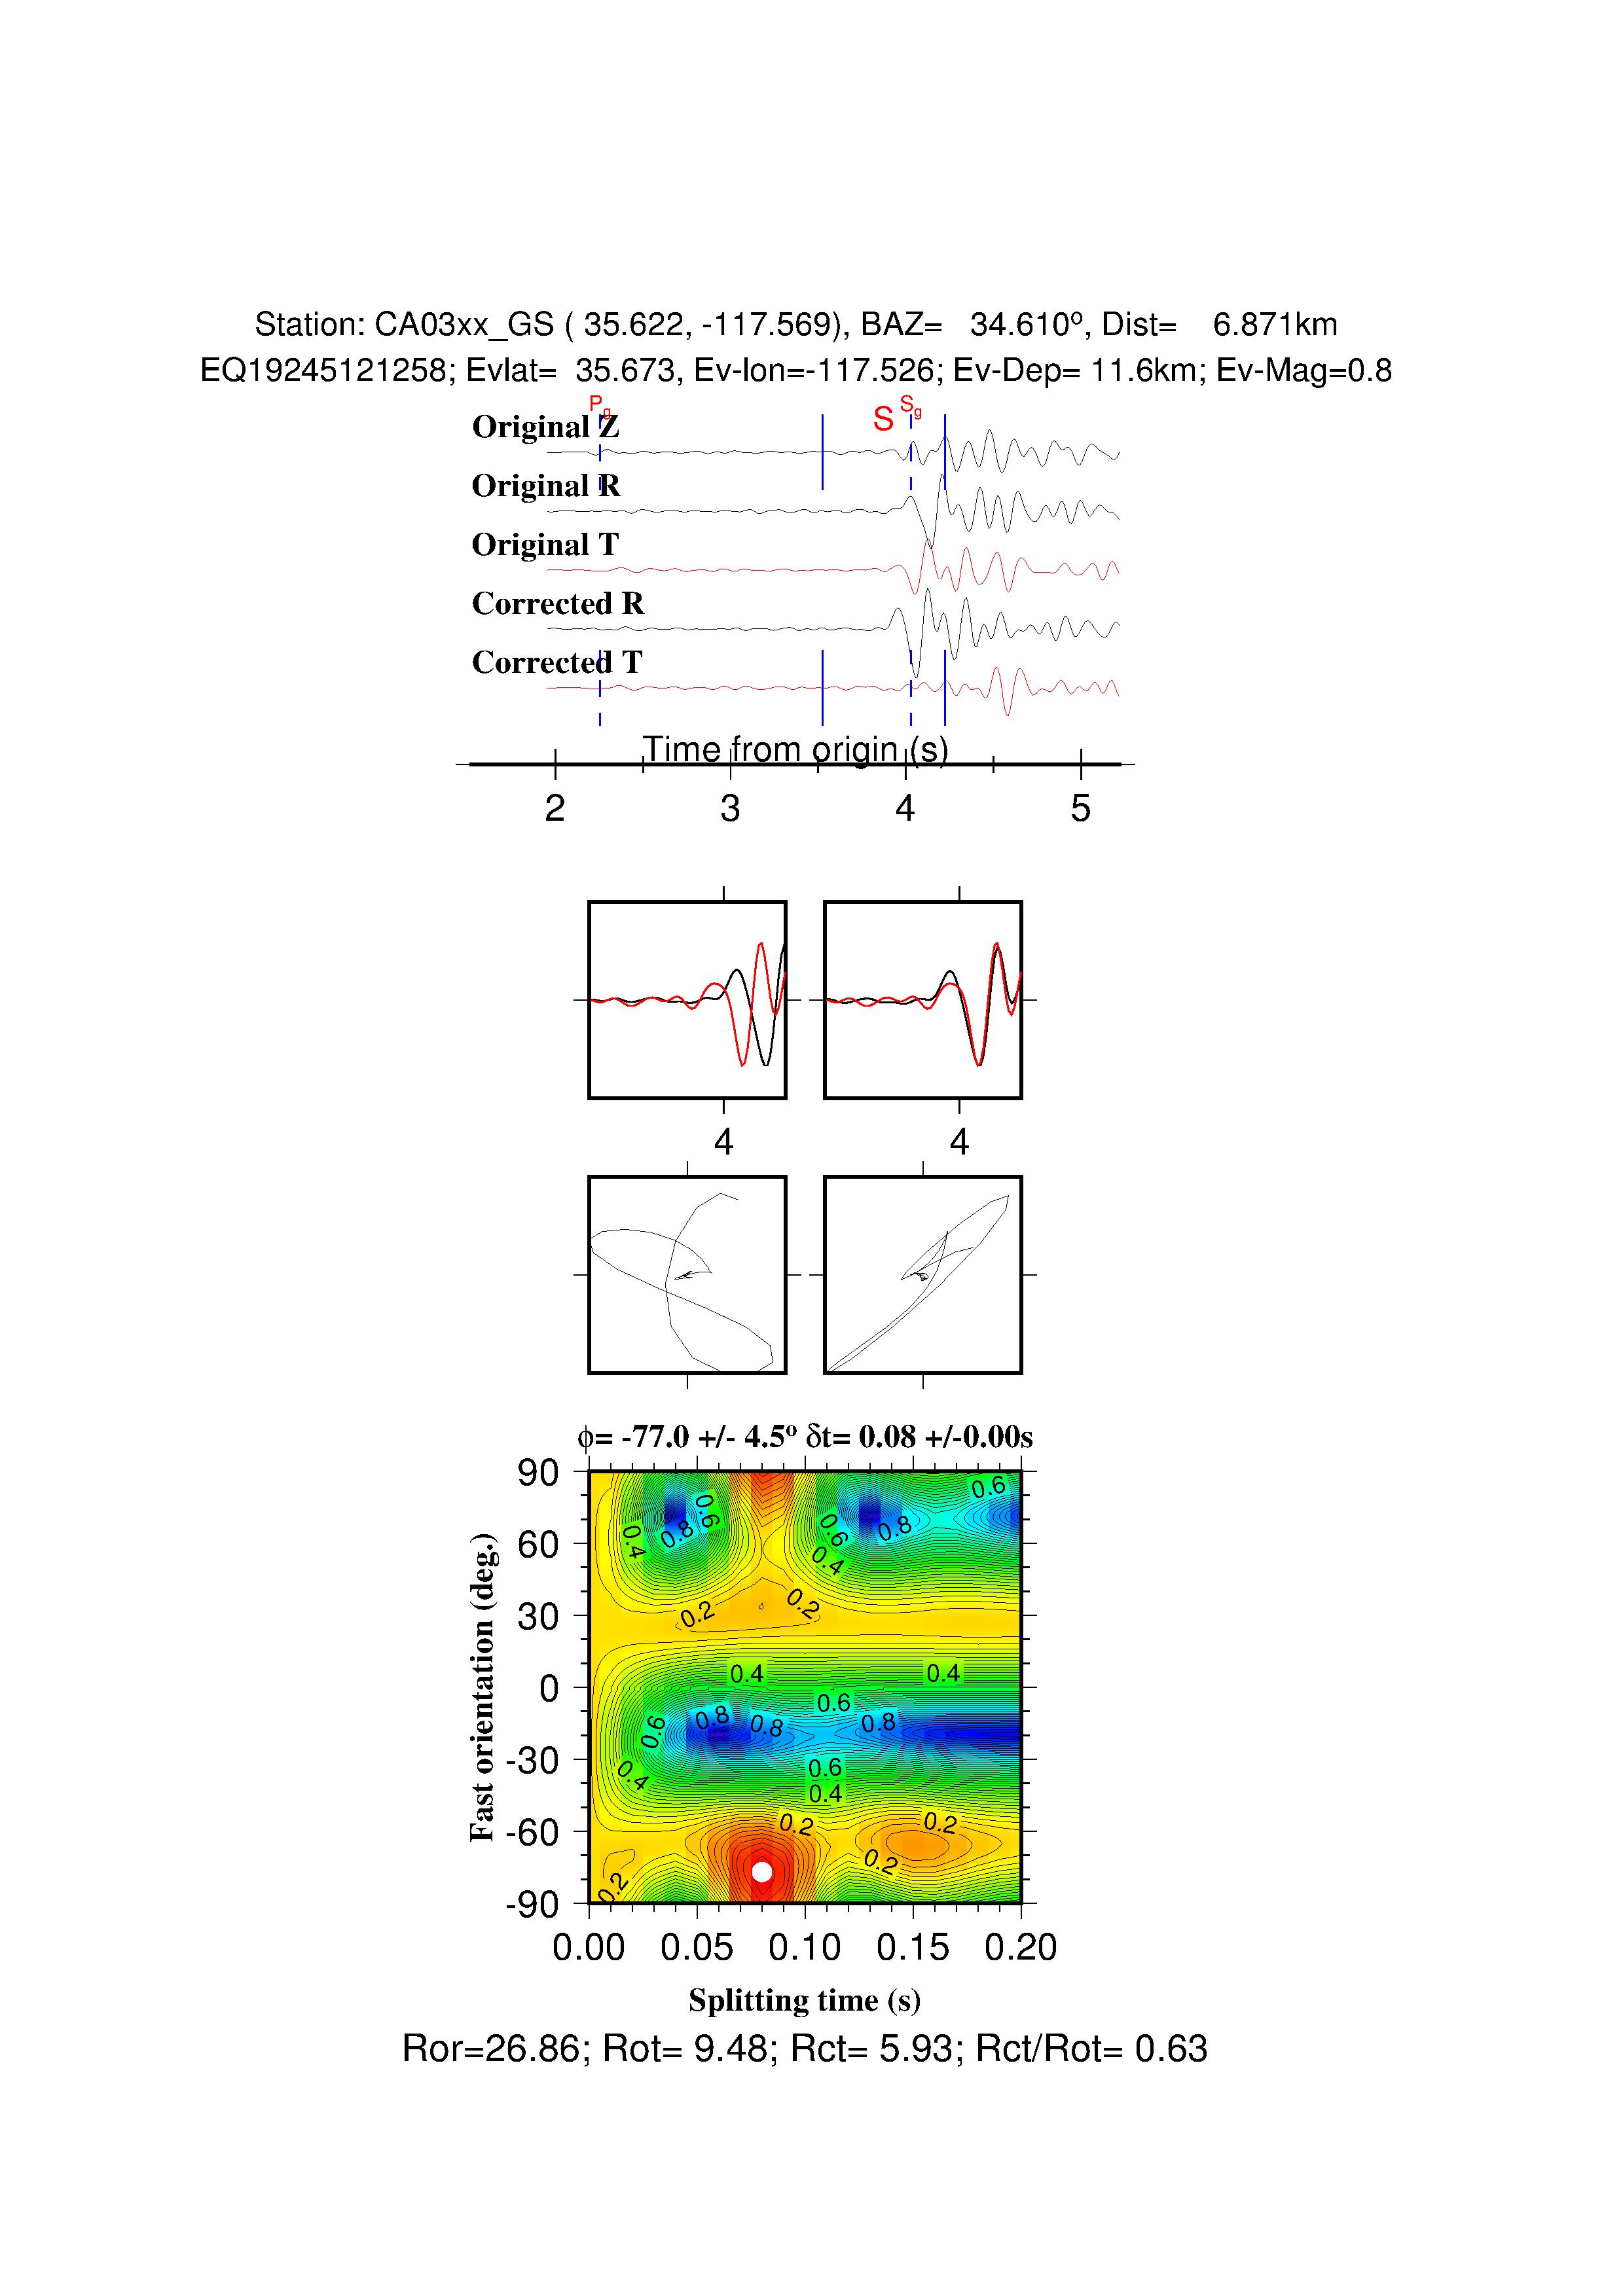 Station: CA03xx_GS ( 35.622, -117.569), BAZ=   34.610º, Dist=    6.871km
EQ19245121258; Evlat=  35.673, Ev-lon=-117.526; Ev-Dep= 11.6km; Ev-Mag=0.8
Pg S Sg
Original Z
Original R
Original T
Corrected R
Corrected T
Time from origin (s)
2 3 4 5
4 4
ϕ= -77.0 +/- 4.5º δt= 0.08 +/-0.00s
Fast orientation (deg.)
90
60
30
0
-30
-60
-90
0.6
0.6
0.4 0.8 0.6 0.8
0.4
0.2 0.2
0.4 0.4
0.6
0.6 0.8 0.8 0.8
0.4 0.6
0.4
0.2 0.2
0.2
0.2
0.00 0.05 0.10 0.15 0.20
Splitting time (s)
Ror=26.86; Rot= 9.48; Rct= 5.93; Rct/Rot= 0.63